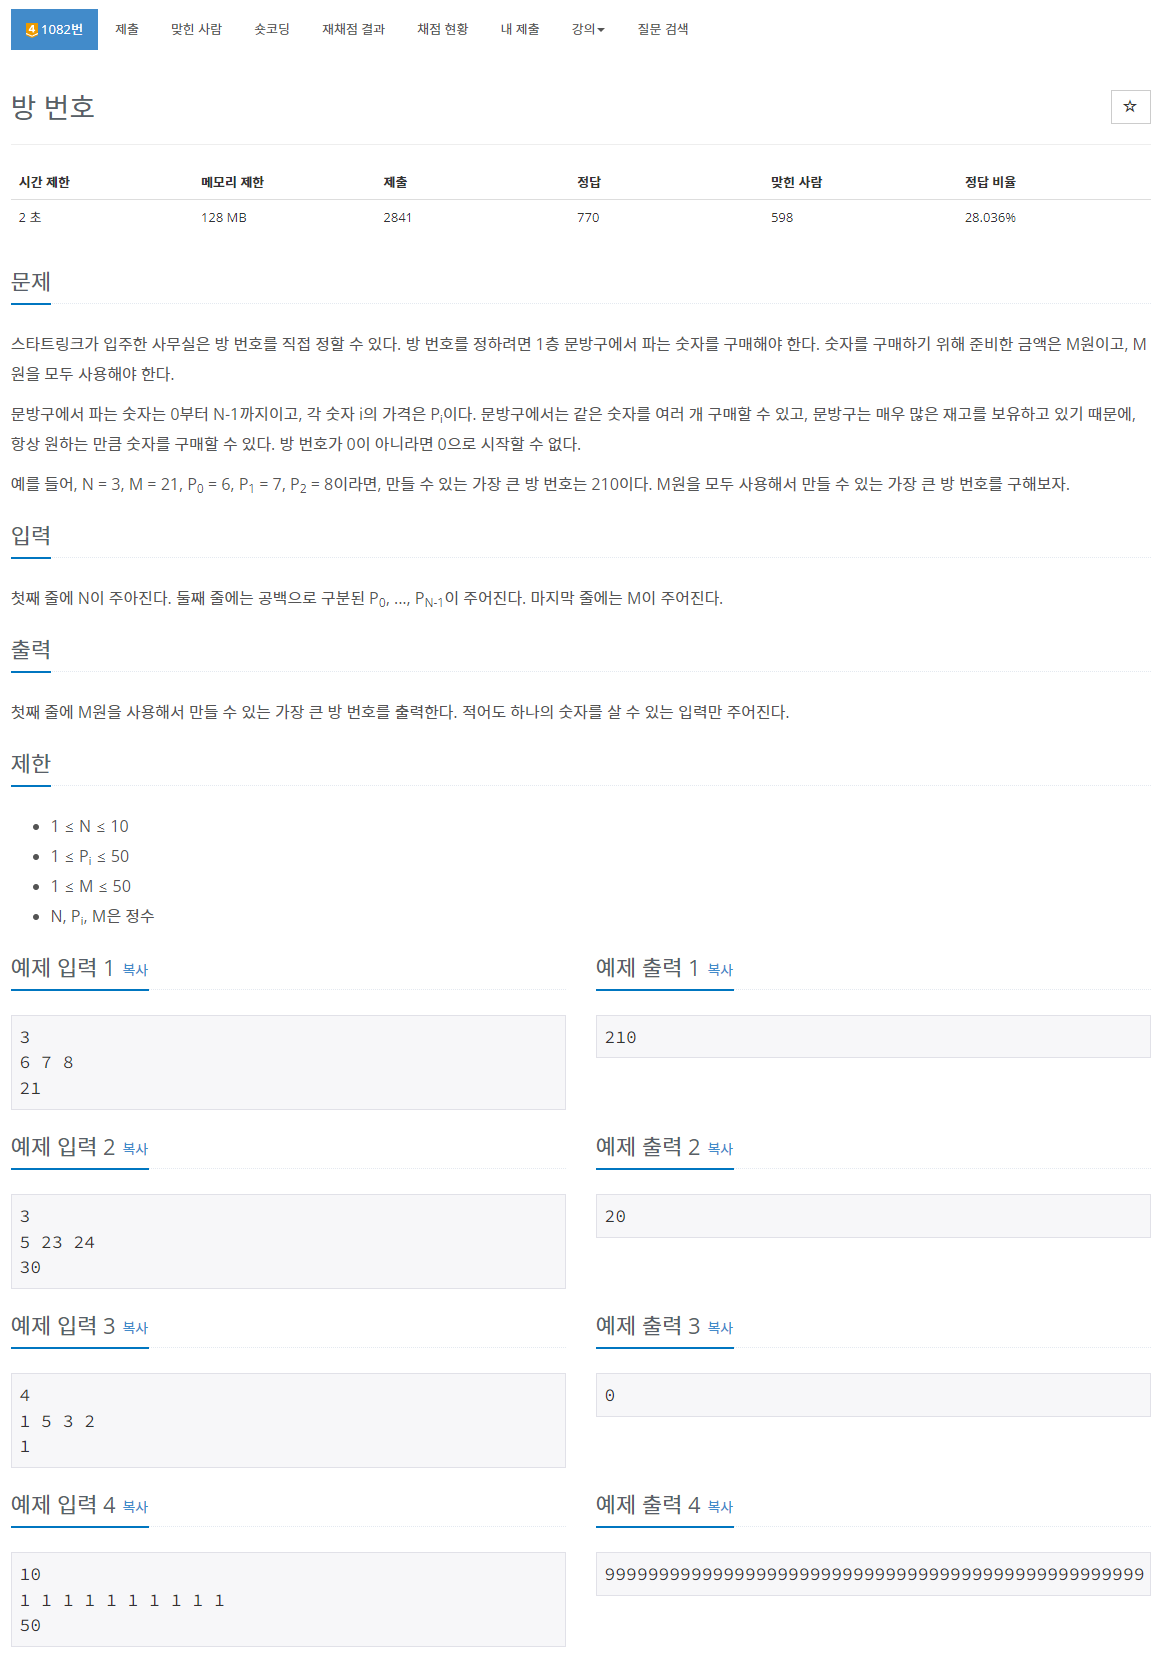 4 1082번 제출 맞힌 사람 숏코딩 재채점 결과 채점 현황 내 제출 강의 질문 검색
방 번호
☆
시간 제한 메모리 제한 제출 정답 맞힌 사람 정답 비율
2 초 128 MB 2841 770 598 28.036%
문제
스타트링크가 입주한 사무실은 방 번호를 직접 정할 수 있다. 방 번호를 정하려면 1층 문방구에서 파는 숫자를 구매해야 한다. 숫자를 구매하기 위해 준비한 금액은 M원이고, M
원을 모두 사용해야 한다.
문방구에서 파는 숫자는 0부터 N-1까지이고, 각 숫자 i의 가격은 Pi이다. 문방구에서는 같은 숫자를 여러 개 구매할 수 있고, 문방구는 매우 많은 재고를 보유하고 있기 때문에,
항상 원하는 만큼 숫자를 구매할 수 있다. 방 번호가 0이 아니라면 0으로 시작할 수 없다.
예를 들어, N = 3, M = 21, P0 = 6, P1 = 7, P2 = 8이라면, 만들 수 있는 가장 큰 방 번호는 210이다. M원을 모두 사용해서 만들 수 있는 가장 큰 방 번호를 구해보자.
입력
첫째 줄에 N이 주아진다. 둘째 줄에는 공백으로 구분된 P0, ..., PN-1이 주어진다. 마지막 줄에는 M이 주어진다.
출력
첫째 줄에 M원을 사용해서 만들 수 있는 가장 큰 방 번호를 출력한다. 적어도 하나의 숫자를 살 수 있는 입력만 주어진다.
제한
• 1 ≤ N ≤ 10
• 1 ≤ Pi ≤ 50
• 1 ≤ M ≤ 50
• N, Pi, M은 정수
예제 입력 1 복사
3
6 7 8
21
예제 출력 1 복사
210
예제 입력 2 복사
3
5 23 24
30
예제 출력 2 복사
20
예제 입력 3 복사
4
1 5 3 2
1
예제 출력 3 복사
0
예제 입력 4 복사
10
1 1 1 1 1 1 1 1 1 1
50
예제 출력 4 복사
99999999999999999999999999999999999999999999999999